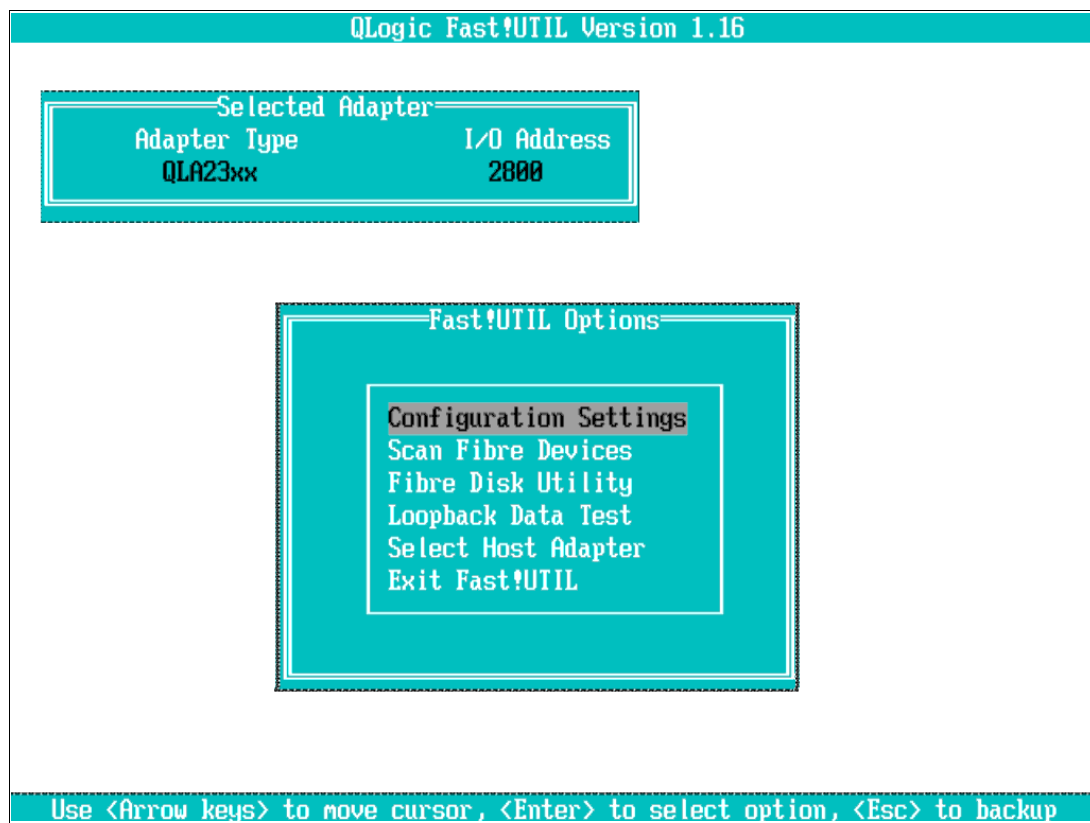 QLogic Fast!UTIL Version 1.16
Selected Adapter
Adapter Type I/O Address
QLA23xx 2800
Fast!UTIL Options
Configuration Settings
Scan Fibre Devices
Fibre Disk Utility
Loopback Data Test
Select Host Adapter
Exit Fast!UTIL
Use <Arrow keys> to move cursor, <Enter> to select option, <Esc> to backup